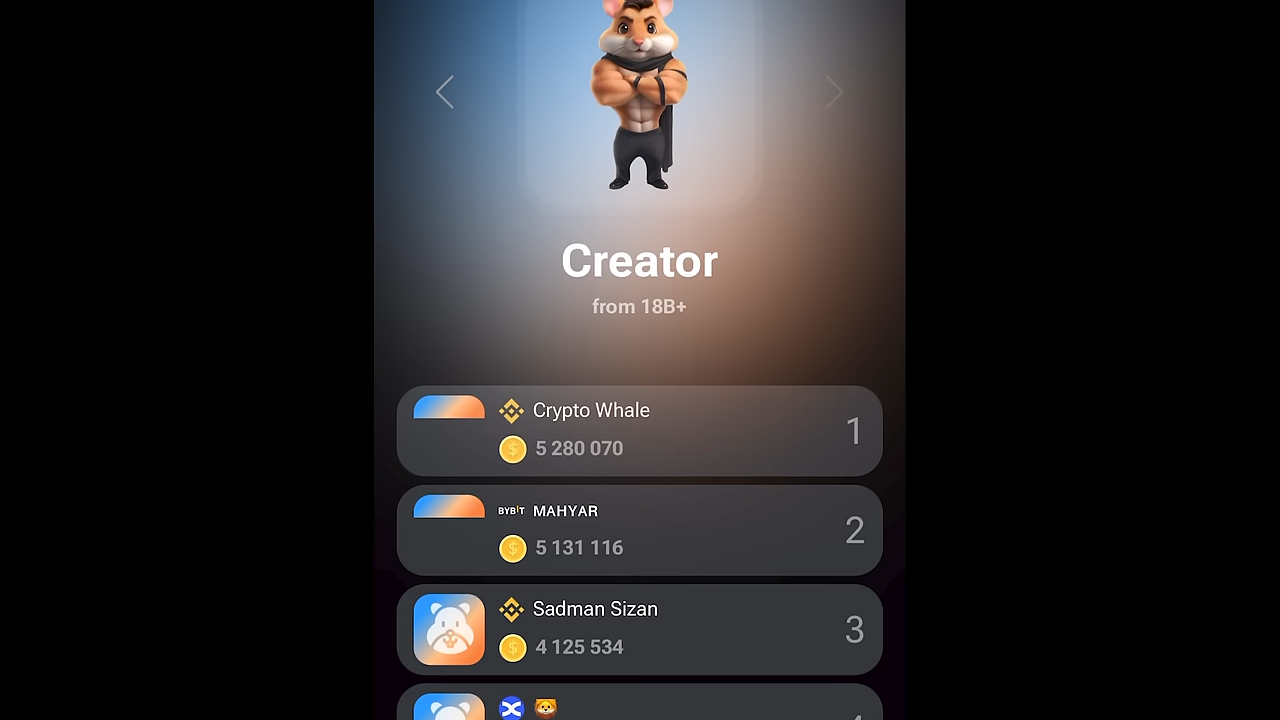 Creator
from 18B+
Crypto Whale
5 280 070
1
BYBIT MAHYAR
5 131 116
2
Sadman Sizan
4 125 534
3